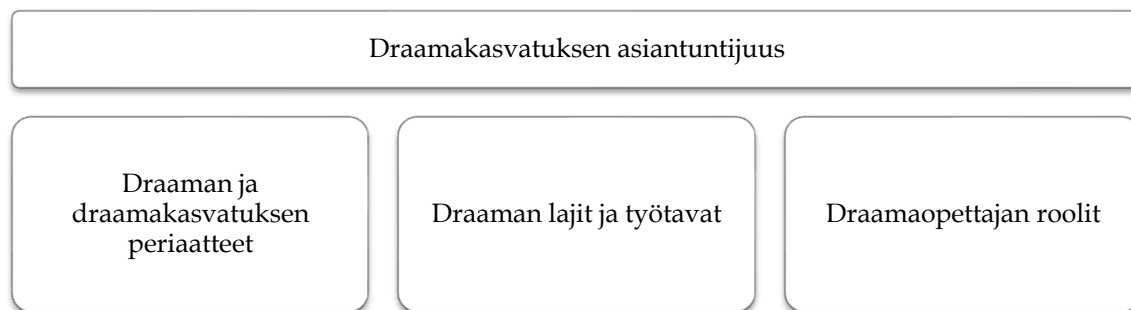 Draamakasvatuksen asiantuntijuus
Draaman ja
draamakasvatuksen
periaatteet
Draaman lajit ja työtavat
Draamaopettajan roolit